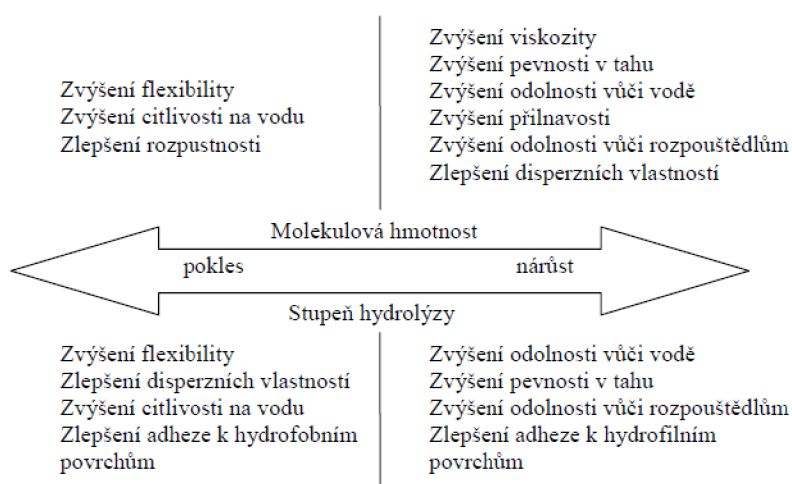 Zvýšení flexibility
Zvýšení citlivosti na vodu
Zlepšení rozpustnosti
Zvýšení viskozity
Zvýšení pevnosti v tahu
Zvýšení odolnosti vůči vodě
Zvýšení přilnavosti
Zvýšení odolnosti vůči rozpouštědlům
Zlepšení disperzních vlastností
Molekulová hmotnost
pokles nárůst
Stupeň hydrolýzy
Zvýšení flexibility
Zlepšení disperzních vlastností
Zvýšení citlivosti na vodu
Zlepšení adheze k hydrofobním
povrchům
Zvýšení odolnosti vůči vodě
Zvýšení pevnosti v tahu
Zvýšení odolnosti vůči rozpouštědlům
Zlepšení adheze k hydrofilním
povrchům